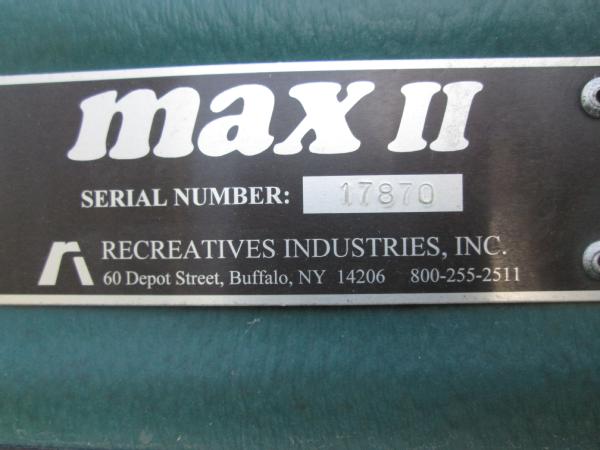 max II
SERIAL NUMBER: 17870
RECREATIVES INDUSTRIES, INC.
60 Depot Street, Buffalo, NY 14206 800-255-2511